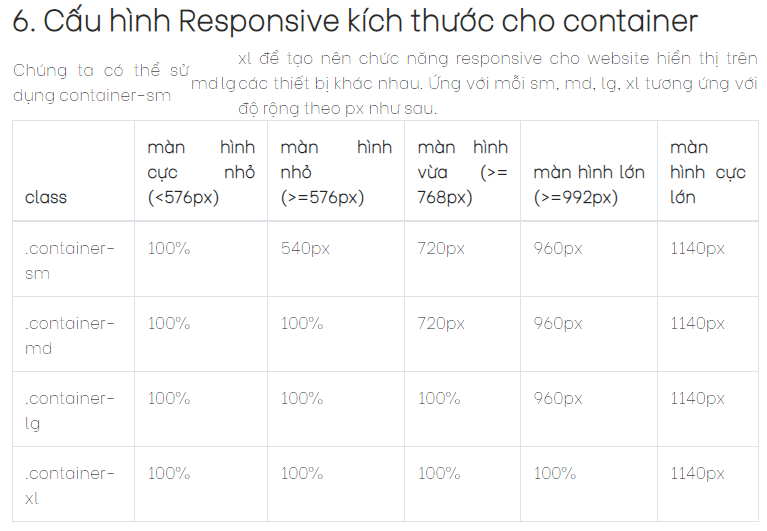 6. Cấu hình Responsive kích thước cho container
Chúng ta có thể sử
dụng container-sm
md
lg
xl để tạo nên chức năng responsive cho website hiển thị trên
các thiết bị khác nhau. Ứng với mỗi sm, md, lg, xl tương ứng với
độ rộng theo px như sau.
class
màn hình
cực nhỏ
(<576px)
màn hình
nhỏ
(>=576px)
màn hình
vừa (>=
768px)
màn hình lớn
(>=992px)
màn
hình cực
lớn
.container-
sm
100%
540px
720px
960px
1140px
.container-
md
100%
100%
720px
960px
1140px
.container-
lg
100%
100%
100%
960px
1140px
.container-
xl
100%
100%
100%
100%
1140px